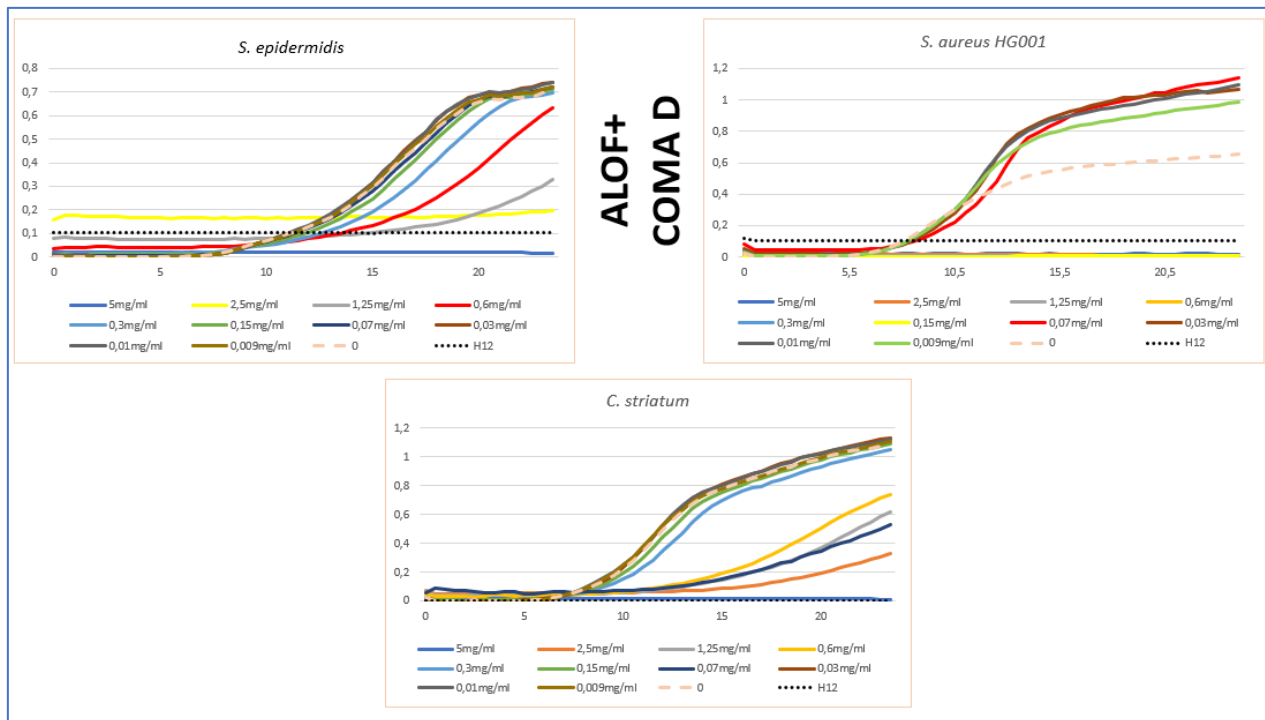 S. epidermidis
0,8
0,7
0,6
0,5
0,4
0,3
0,2
0,1
0
0 5 10 15 20
5mg/ml 2,5mg/ml 1,25mg/ml 0,6mg/ml
0,3mg/ml 0,15mg/ml 0,07mg/ml 0,03mg/ml
0,01mg/ml 0,009mg/ml 0 H12
ALOF+
COMA D
S. aureus HG001
1,2
1
0,8
0,6
0,4
0,2
0
0 5,5 10,5 15,5 20,5
5mg/ml 2,5mg/ml 1,25mg/ml 0,6mg/ml
0,3mg/ml 0,15mg/ml 0,07mg/ml 0,03mg/ml
0,01mg/ml 0,009mg/ml 0 H12
C. striatum
1,2
1
0,8
0,6
0,4
0,2
0
0 5 10 15 20
5mg/ml 2,5mg/ml 1,25mg/ml 0,6mg/ml
0,3mg/ml 0,15mg/ml 0,07mg/ml 0,03mg/ml
0,01mg/ml 0,009mg/ml 0 H12